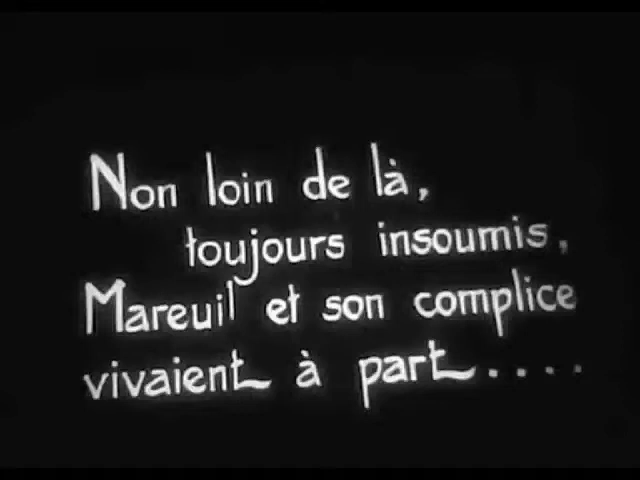 Non loin de là,
toujours insoumis,
Mareuil et son complice
vivaient à part....